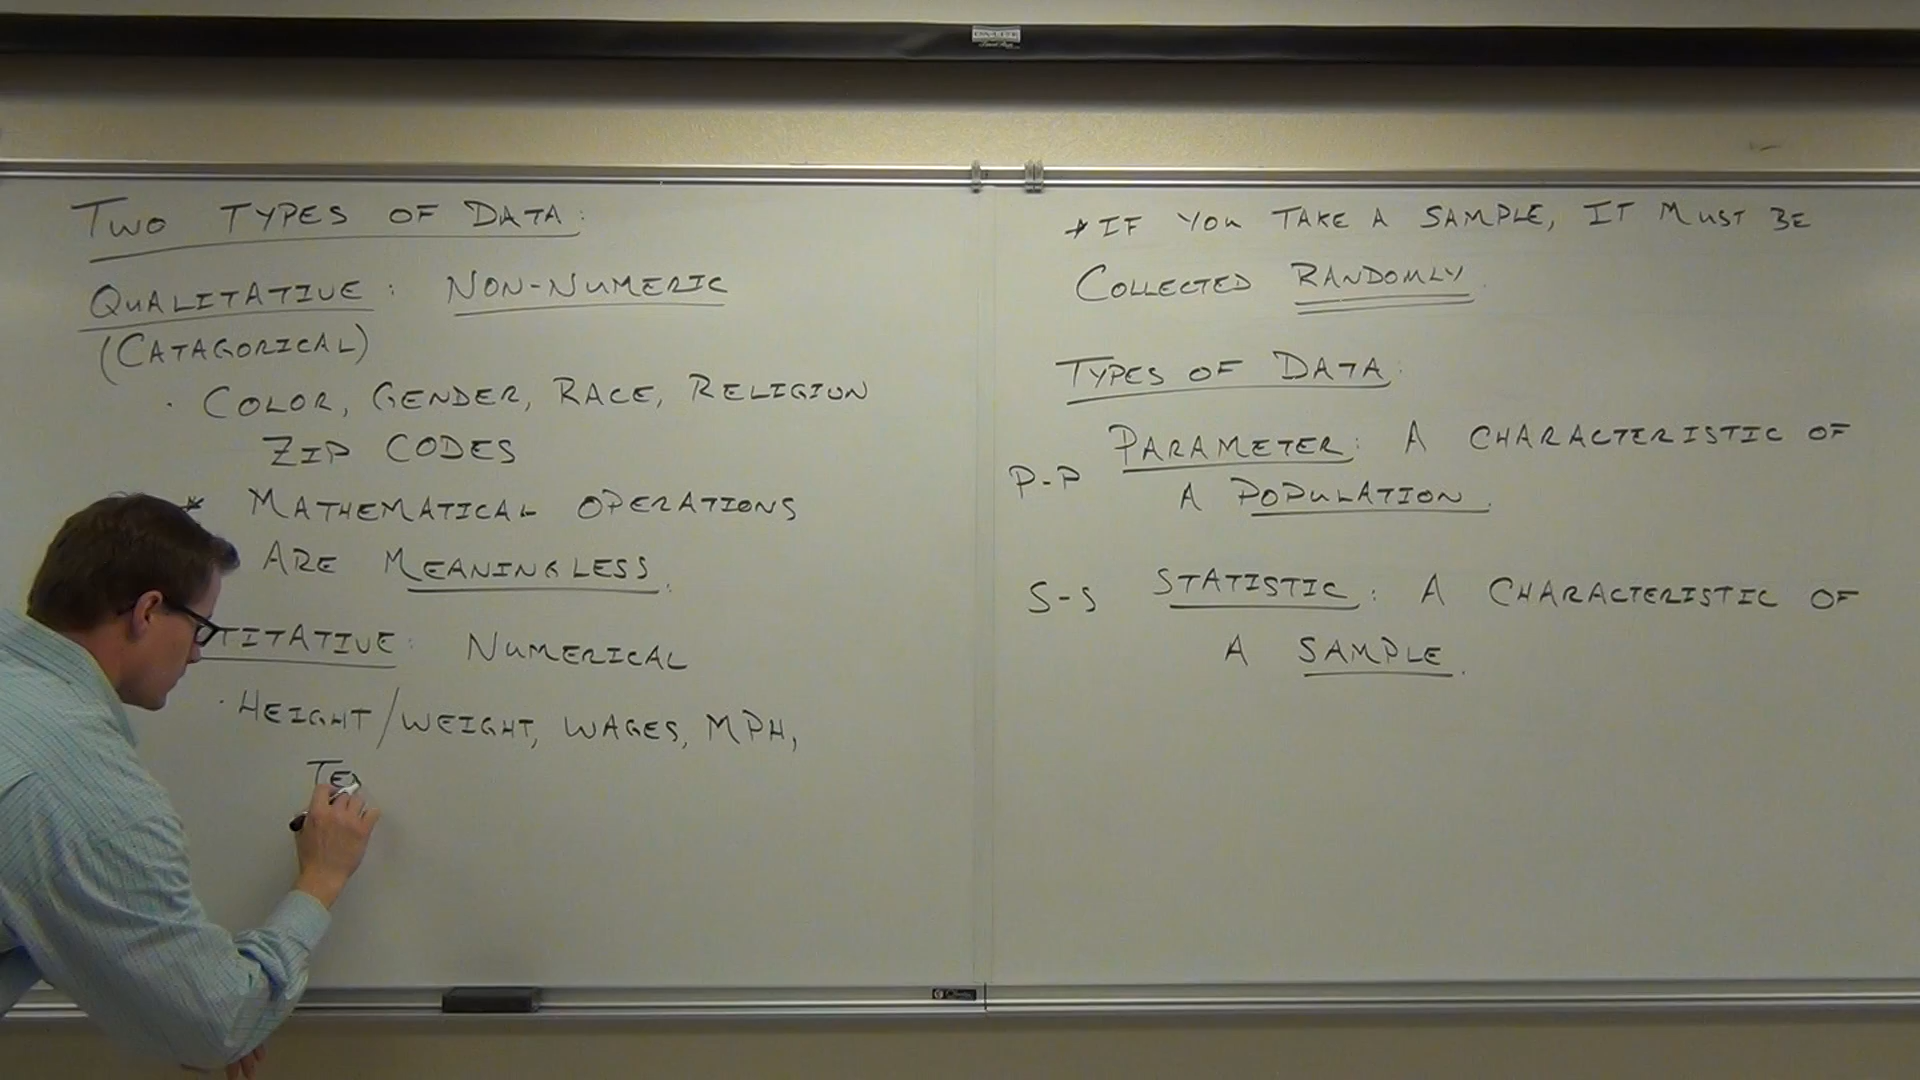 TWO TYPES OF DATA:
QUALITATIVE: NON-NUMERIC
(CATAGORICAL)
· COLOR, GENDER, RACE, RELIGION
ZIP CODES
* MATHEMATICAL OPERATIONS
ARE MEANINGLESS.
TITATIVE: NUMERICAL
· HEIGHT/WEIGHT, WAGES, MPH,
TE
* IF YOU TAKE A SAMPLE, IT MUST BE
COLLECTED RANDOMLY.
TYPES OF DATA:
P-P PARAMETER: A CHARACTERISTIC OF
A POPULATION.
S-S STATISTIC: A CHARACTERISTIC OF
A SAMPLE.